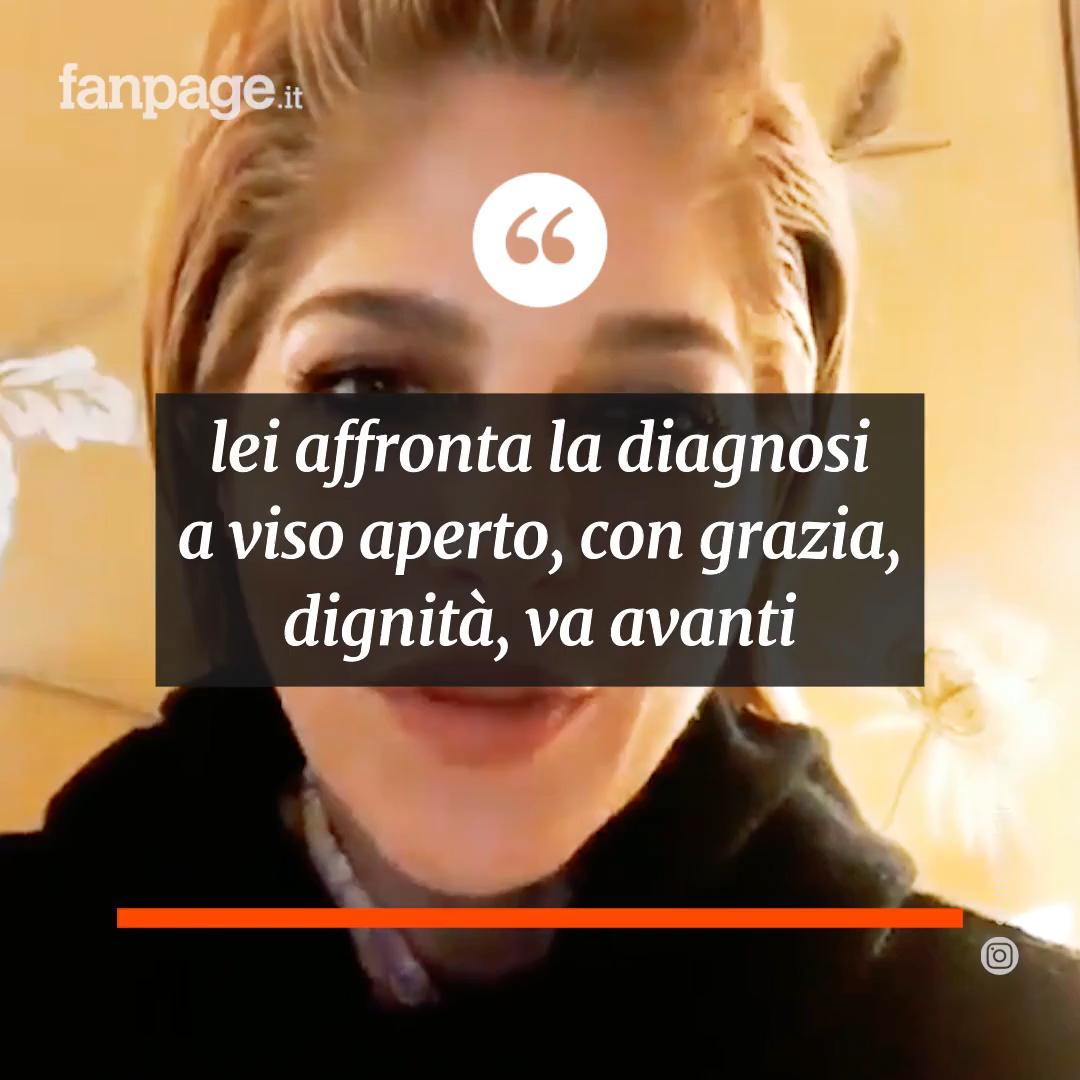 fanpage.it
“
lei affronta la diagnosi
a viso aperto, con grazia,
dignità, va avanti